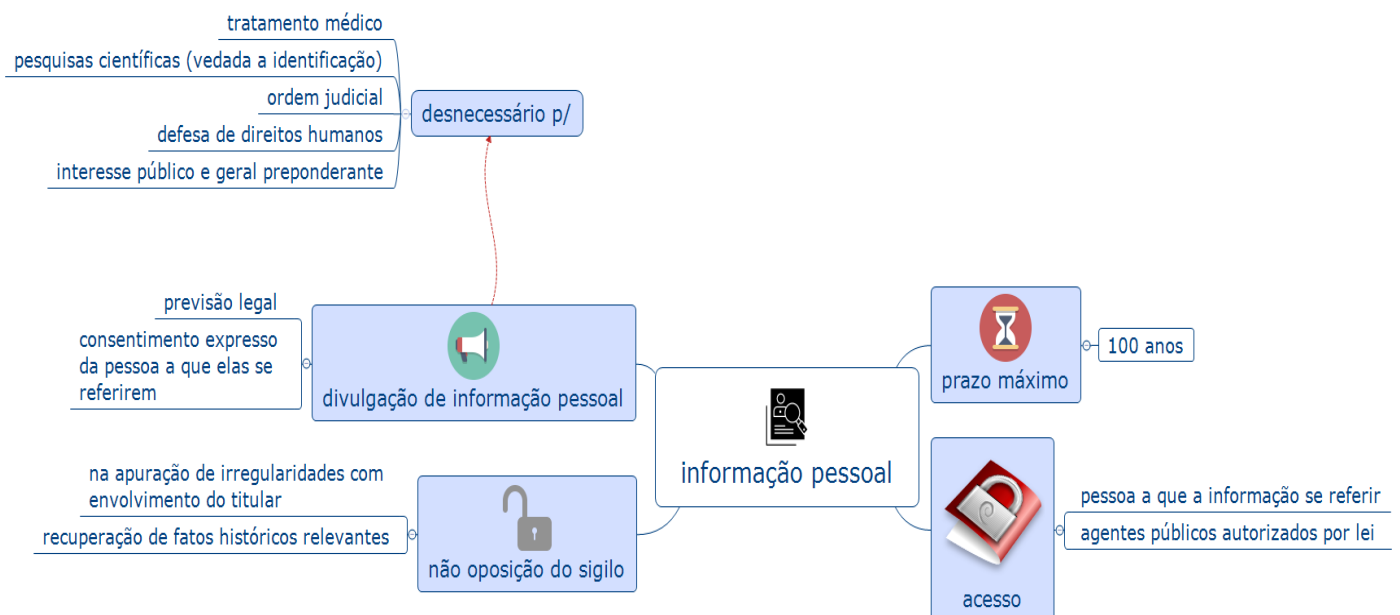 tratamento médico
pesquisas científicas (vedada a identificação)
ordem judicial
defesa de direitos humanos
interesse público e geral preponderante
desnecessário p/
previsão legal
consentimento expresso
da pessoa a que elas se
referirem
divulgação de informação pessoal
na apuração de irregularidades com
envolvimento do titular
recuperação de fatos históricos relevantes
não oposição do sigilo
informação pessoal
prazo máximo
100 anos
acesso
pessoa a que a informação se referir
agentes públicos autorizados por lei